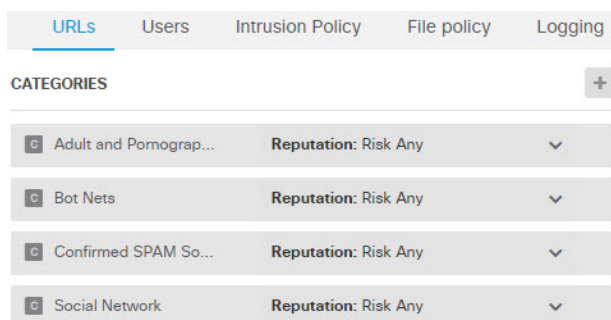 URLs Users Intrusion Policy File policy Logging
CATEGORIES +
C Adult and Pornograp... Reputation: Risk Any
C Bot Nets Reputation: Risk Any
C Confirmed SPAM So... Reputation: Risk Any
C Social Network Reputation: Risk Any